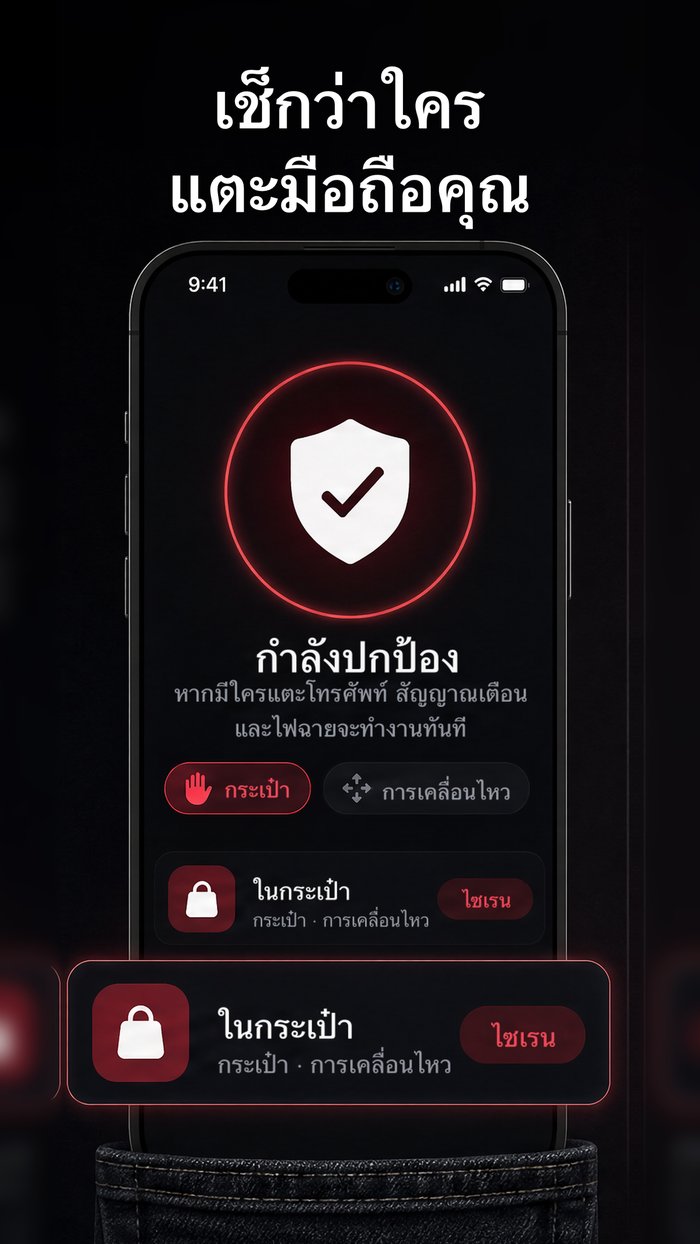 เช็กว่าใคร
แตะมือถือคุณ
9:41
กำลังปกป้อง
หากมีใครแตะโทรศัพท์ สัญญาณเตือน
และไฟฉายจะทำงานทันที
กระเป๋า
การเคลื่อนไหว
ในกระเป๋า
กระเป๋า · การเคลื่อนไหว
ไซเรน
ในกระเป๋า
กระเป๋า · การเคลื่อนไหว
ไซเรน